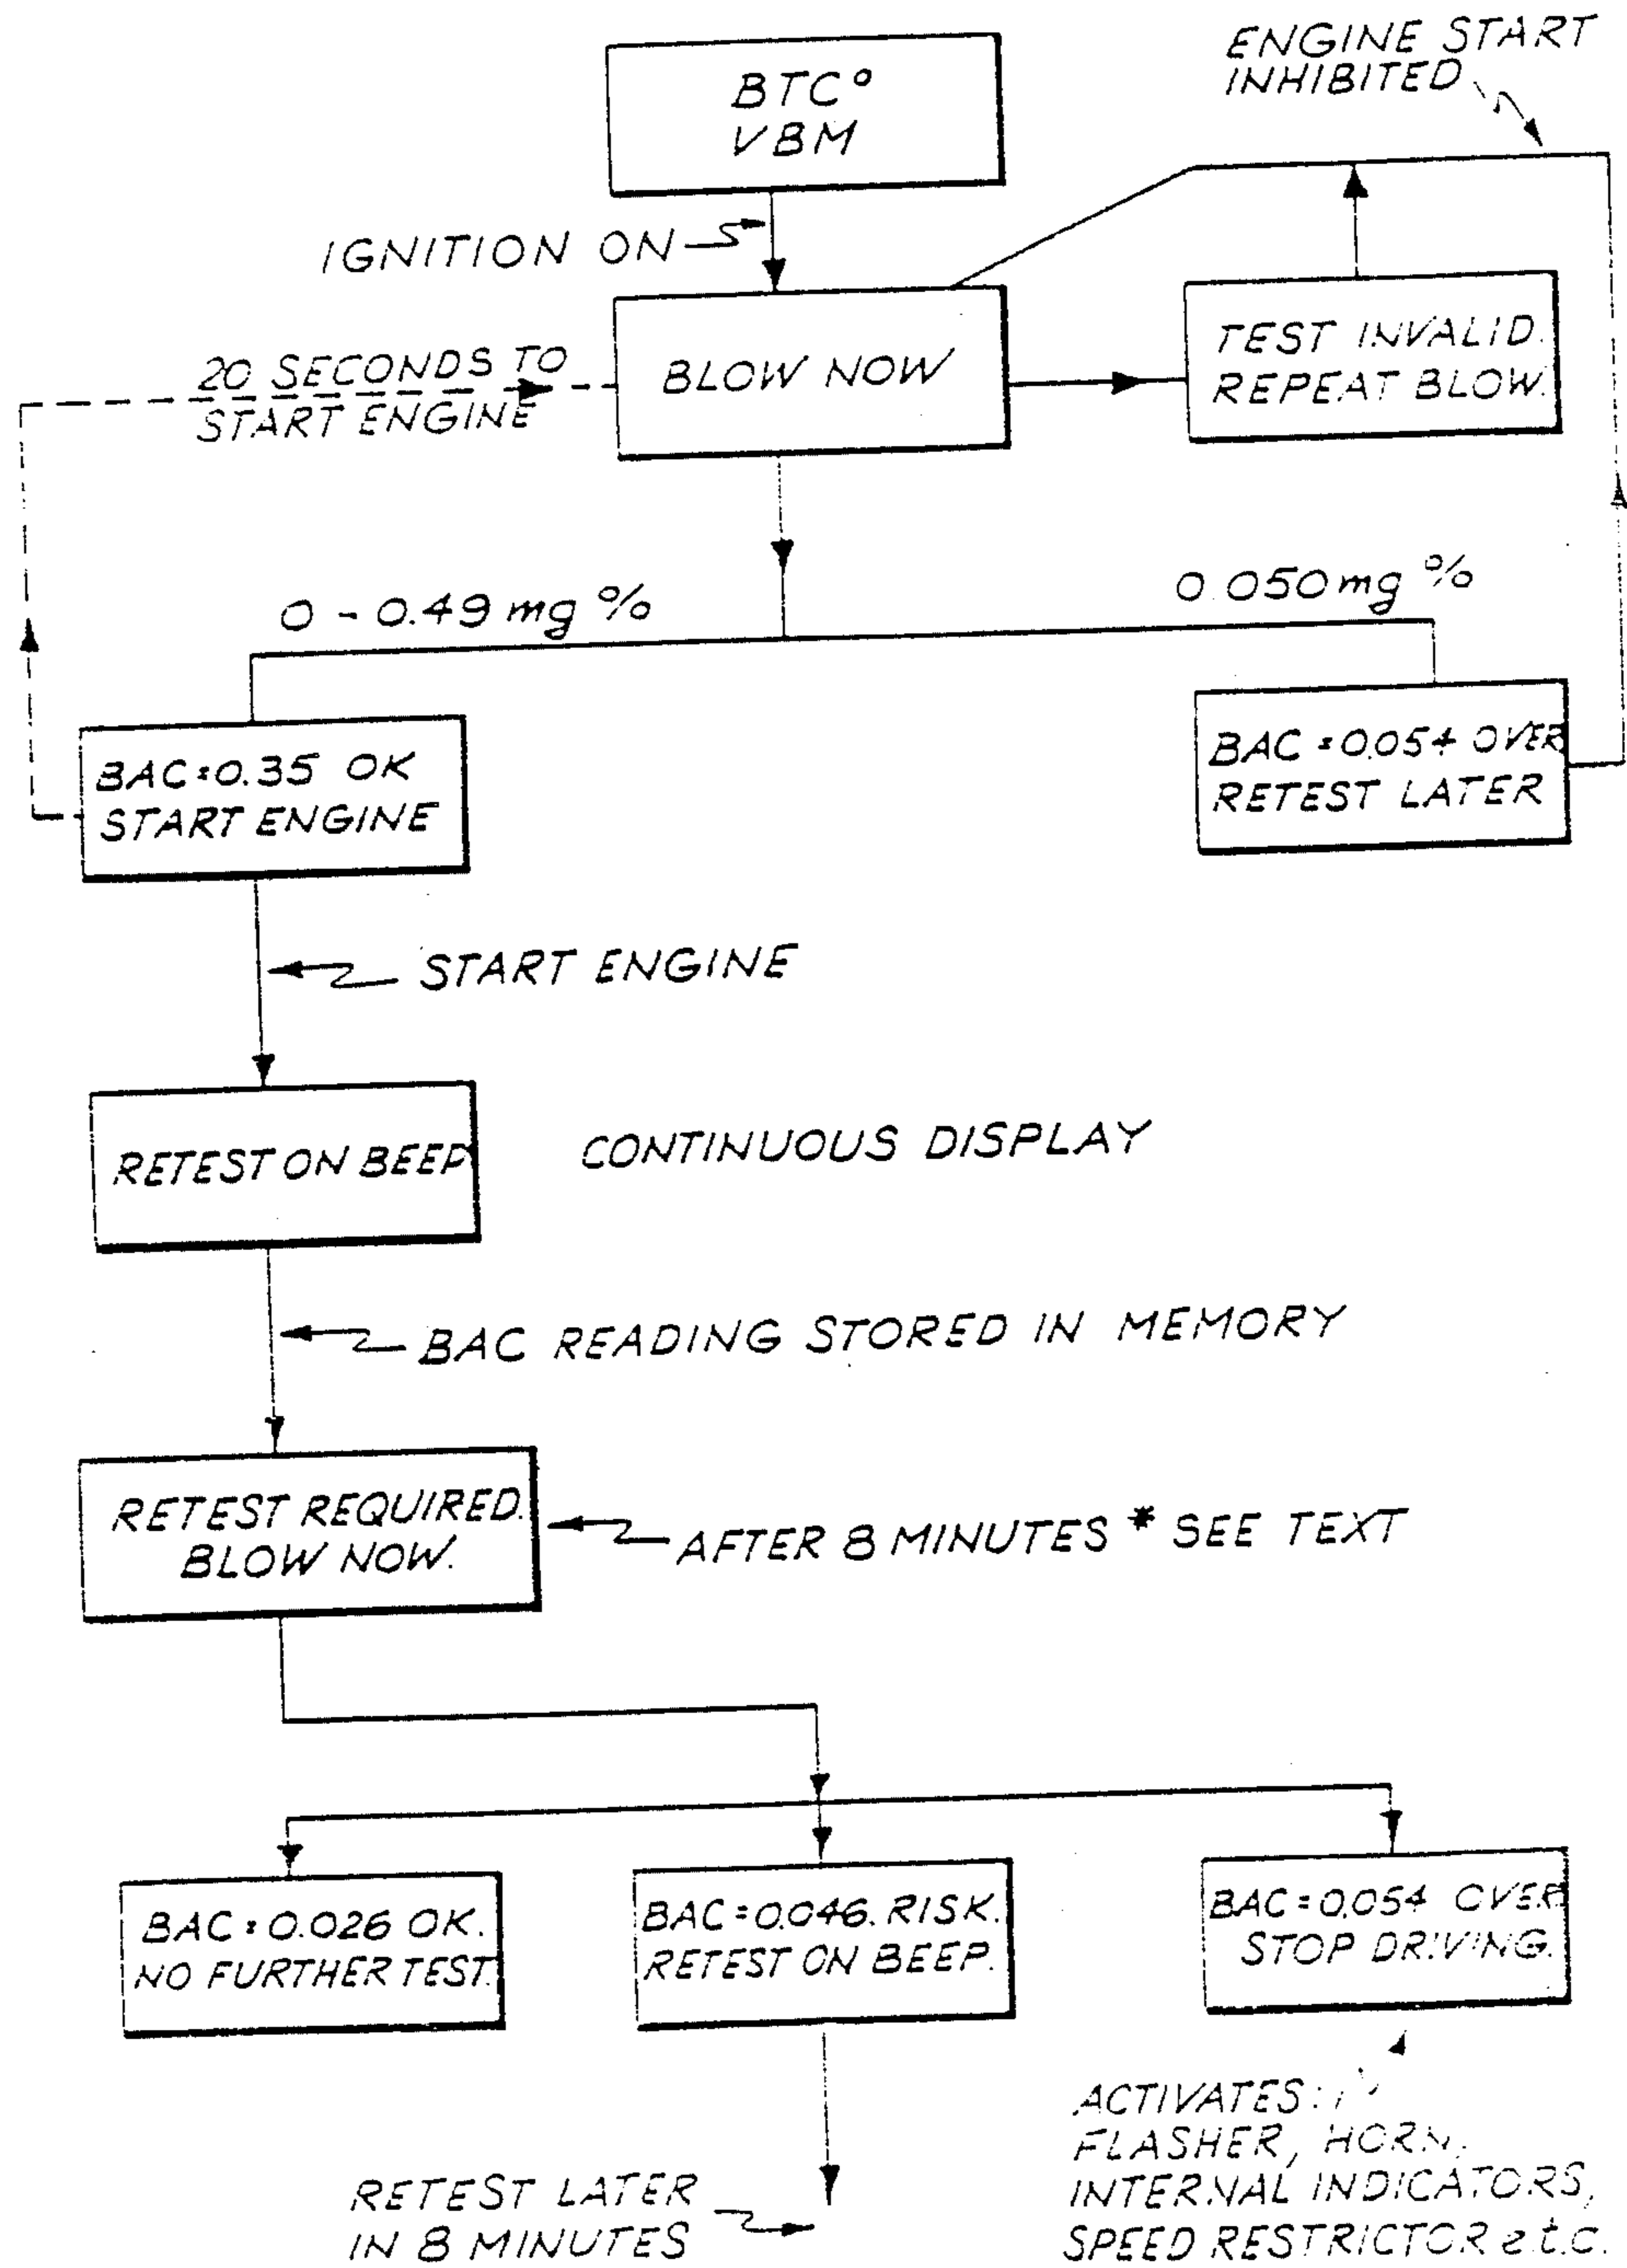 BTC°
VBM
ENGINE START
INHIBITED
IGNITION ON
20 SECONDS TO
START ENGINE
BLOW NOW
TEST INVALID.
REPEAT BLOW.
0 - 0.49 mg %
0.050 mg %
BAC=0.35 OK
START ENGINE
BAC=0.054 OVER
RETEST LATER
START ENGINE
RETEST ON BEEP
CONTINUOUS DISPLAY
BAC READING STORED IN MEMORY
RETEST REQUIRED.
BLOW NOW.
AFTER 8 MINUTES * SEE TEXT
BAC=0.026 OK.
NO FURTHER TEST.
BAC=0.046. RISK.
RETEST ON BEEP.
BAC=0.054 OVER
STOP DRIVING.
RETEST LATER
IN 8 MINUTES
ACTIVATES:
FLASHER, HORN,
INTERNAL INDICATORS,
SPEED RESTRICTOR e.t.c.